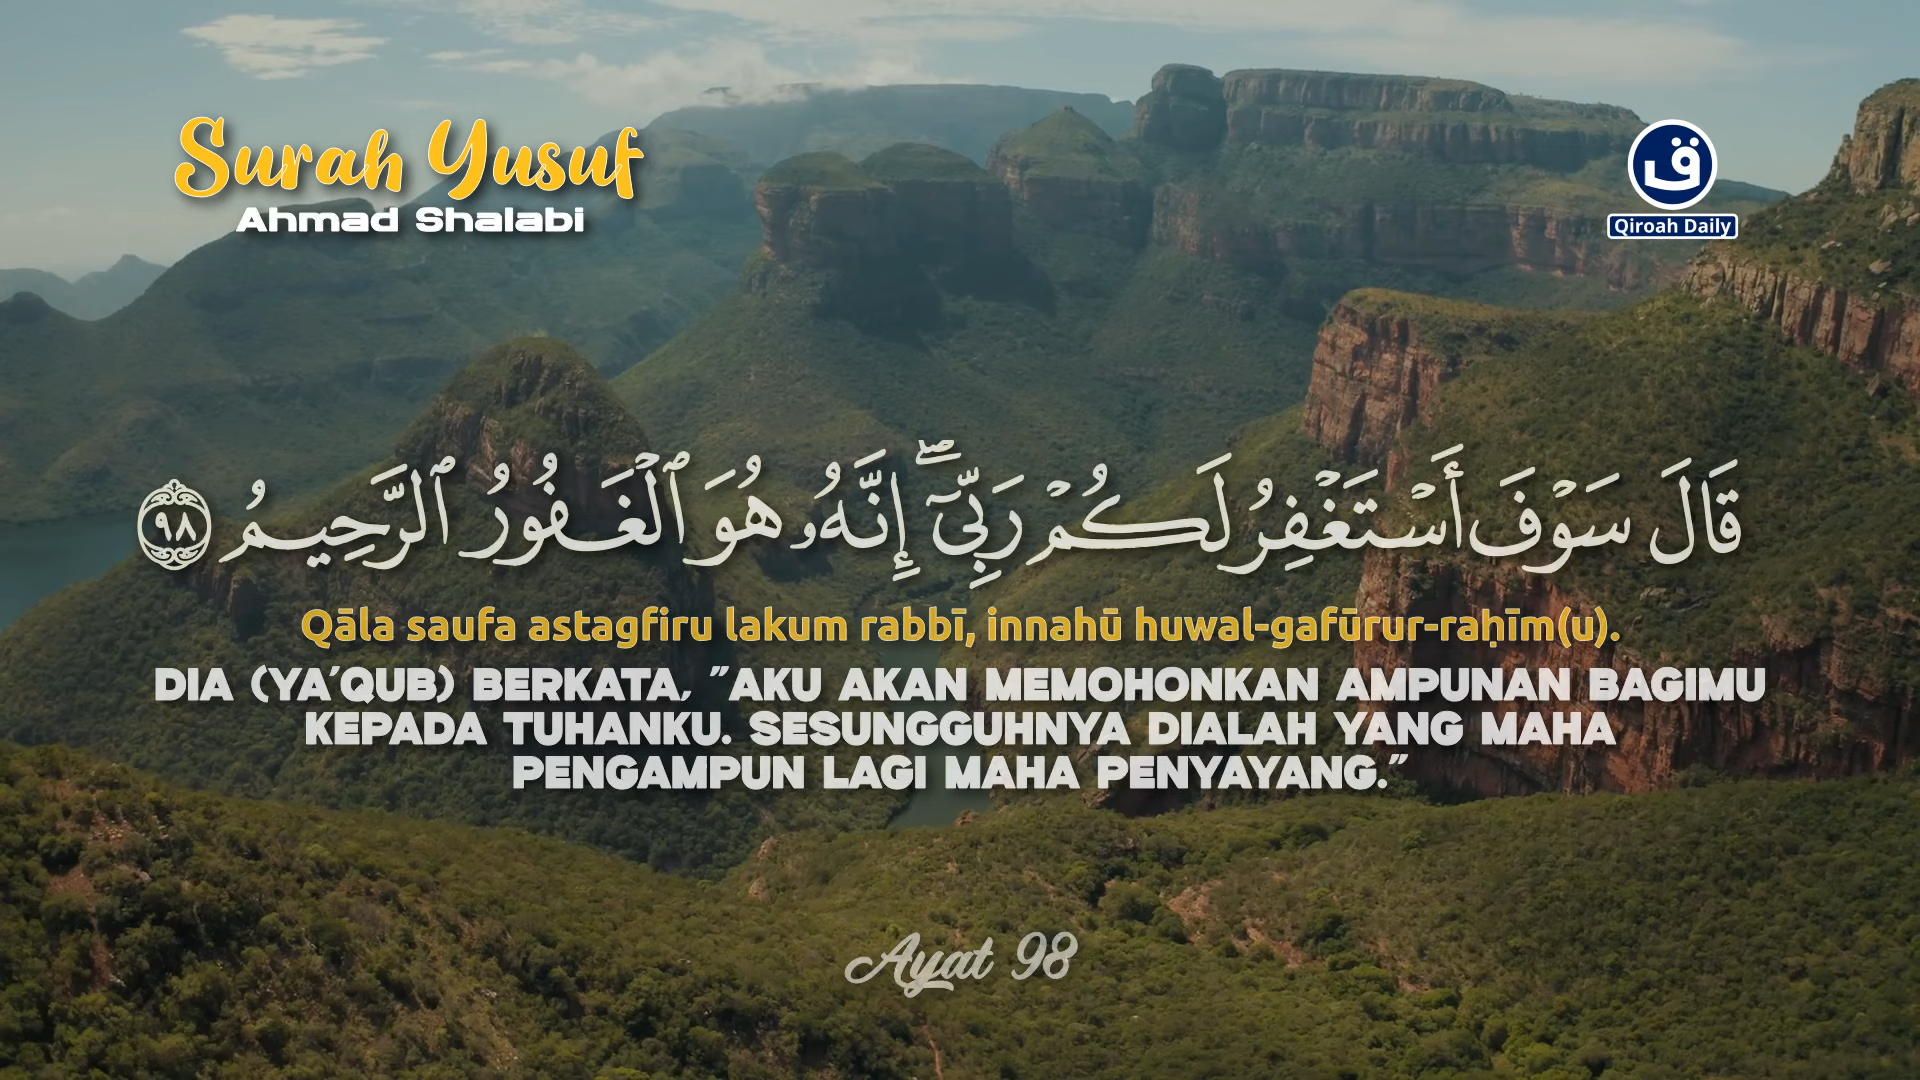 Surah Yusuf
Ahmad Shalabi
ق
Qiroah Daily
قَالَ سَوْفَ أَسْتَغْفِرُ لَكُمْ رَبِّىٓ ۖ إِنَّهُۥ هُوَ ٱلْغَفُورُ ٱلرَّحِيمُ ٩٨
Qāla saufa astagfiru lakum rabbī, innahū huwal-gafūrur-raḥīm(u).
DIA (YA'QUB) BERKATA, "AKU AKAN MEMOHONKAN AMPUNAN BAGIMU
KEPADA TUHANKU. SESUNGGUHNYA DIALAH YANG MAHA
PENGAMPUN LAGI MAHA PENYAYANG."
Ayat 98